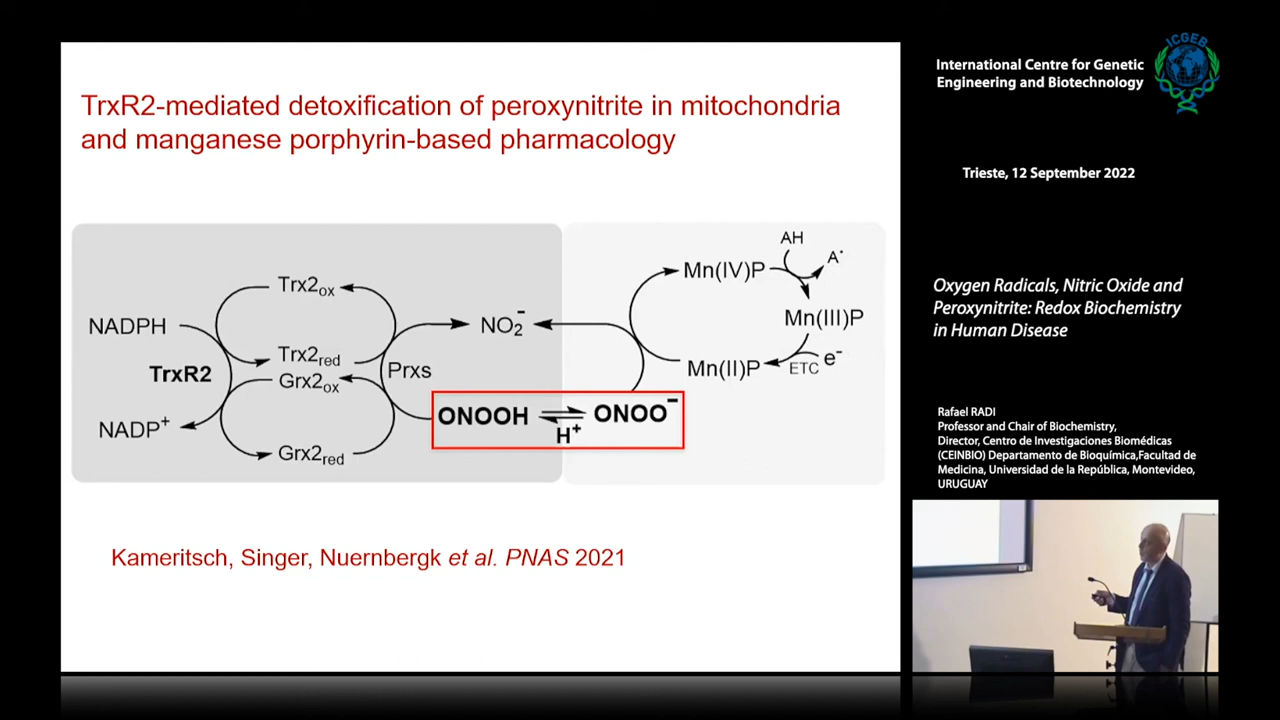 TrxR2-mediated detoxification of peroxynitrite in mitochondria
and manganese porphyrin-based pharmacology
NADPH
TrxR2
NADP+
Trx2ox
Trx2red
Grx2ox
Grx2red
Prxs
NO2-
ONOOH
H+
ONOO-
Mn(IV)P
AH
A•
Mn(III)P
Mn(II)P
ETC
e-
Kameritsch, Singer, Nuernbergk et al. PNAS 2021
International Centre for Genetic
Engineering and Biotechnology
ICGEB
Trieste, 12 September 2022
Oxygen Radicals, Nitric Oxide and
Peroxynitrite: Redox Biochemistry
in Human Disease
Rafael RADI
Professor and Chair of Biochemistry,
Director, Centro de Investigaciones Biomédicas
(CEINBIO) Departamento de Bioquímica,Facultad de
Medicina, Universidad de la República, Montevideo,
URUGUAY